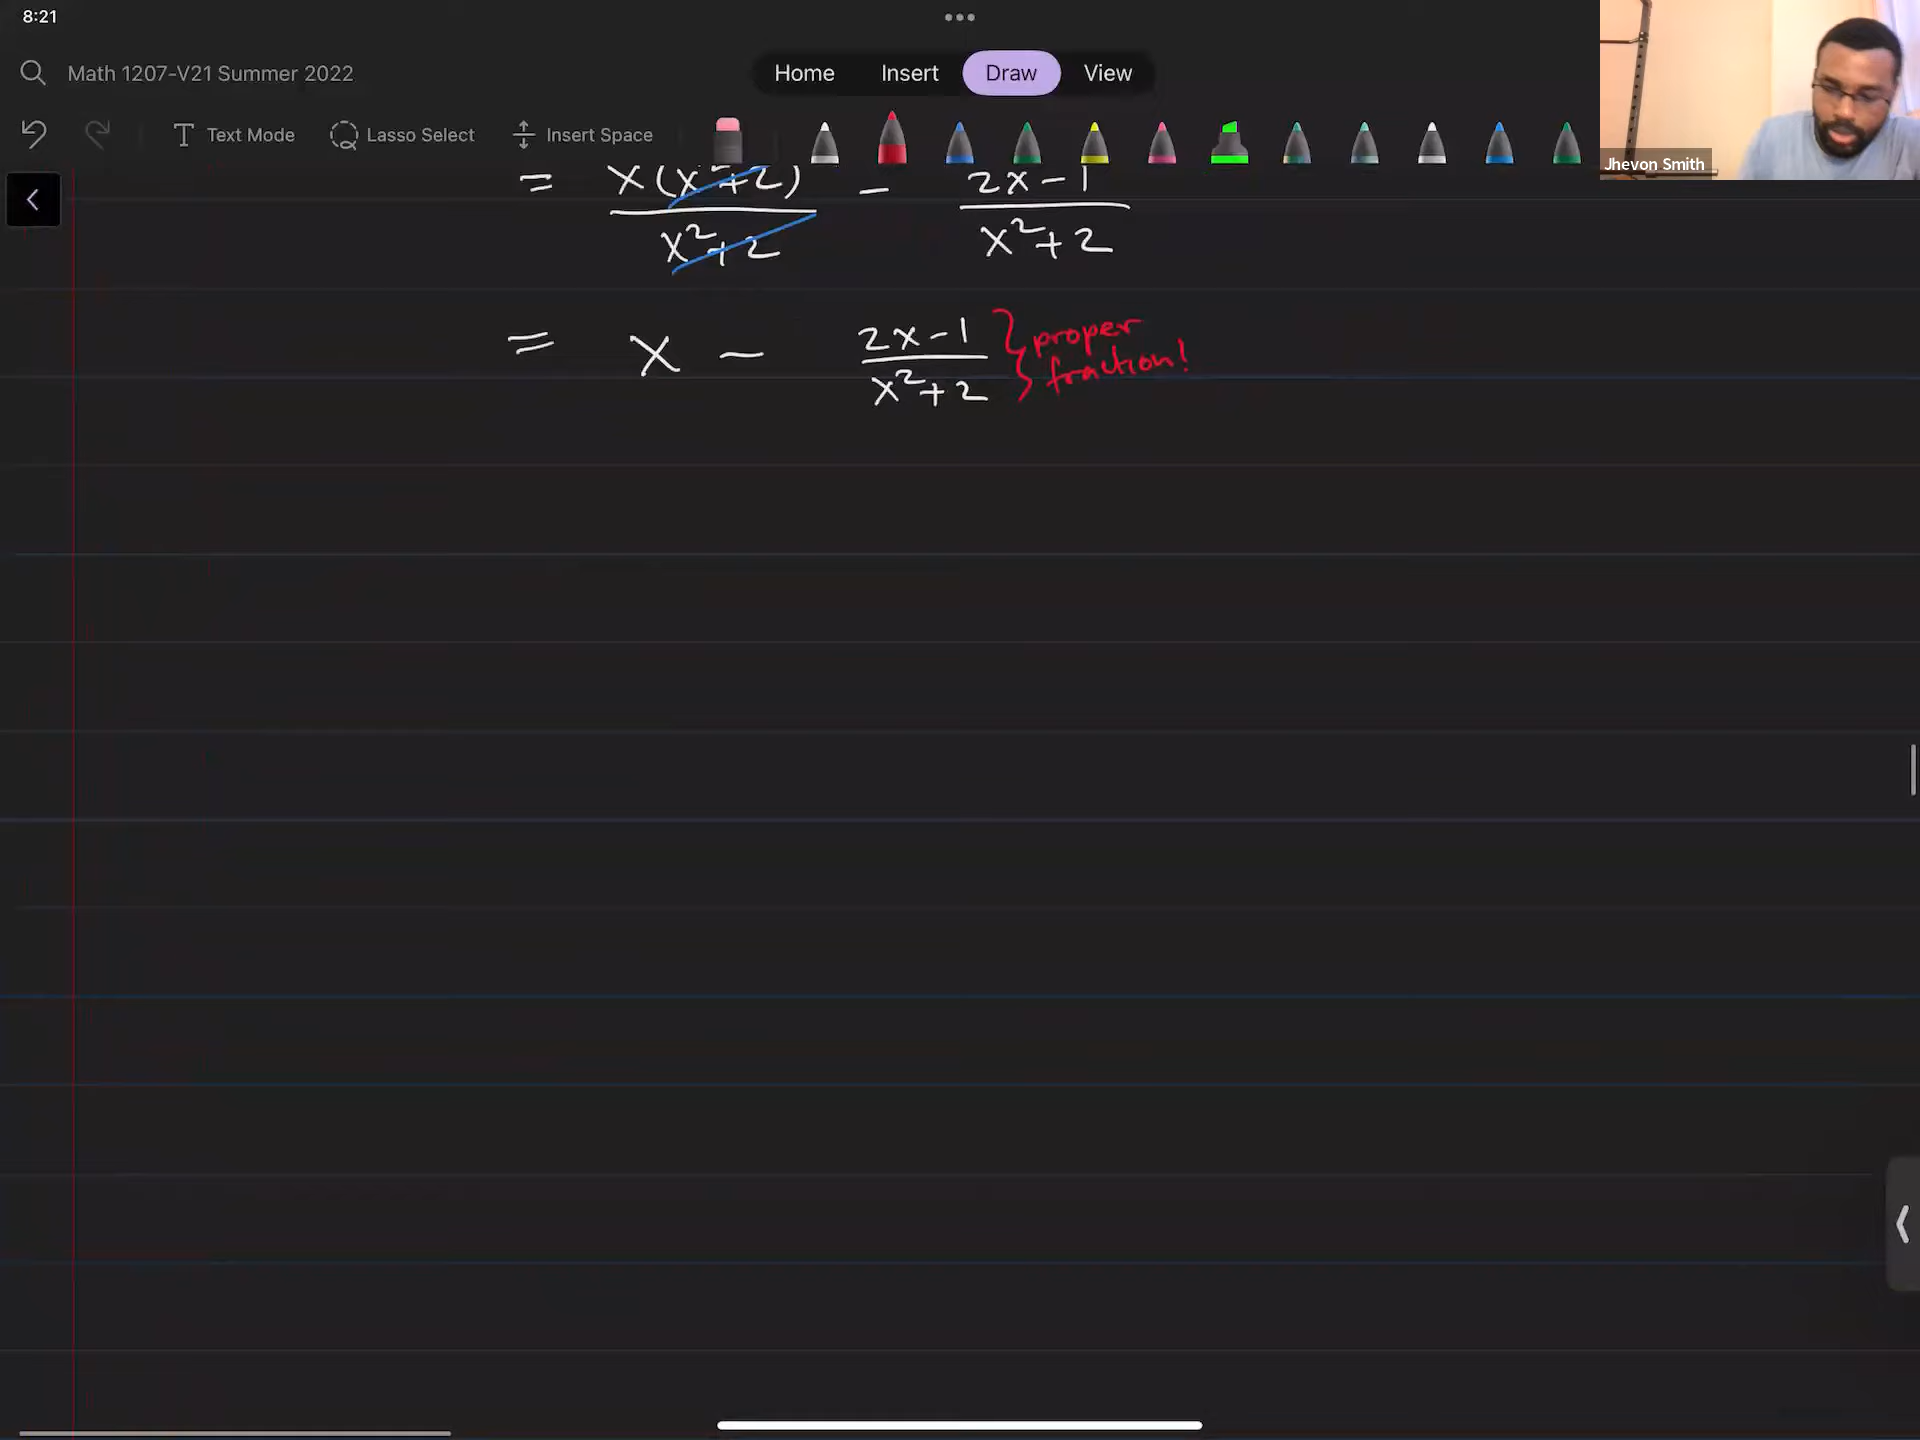 8:21
Math 1207-V21 Summer 2022
Home Insert Draw View
Text Mode Lasso Select Insert Space
Jhevon Smith
= x(x²+2)/x²+2 − 2x−1/x²+2
= x − 2x−1/x²+2 } proper
fraction!